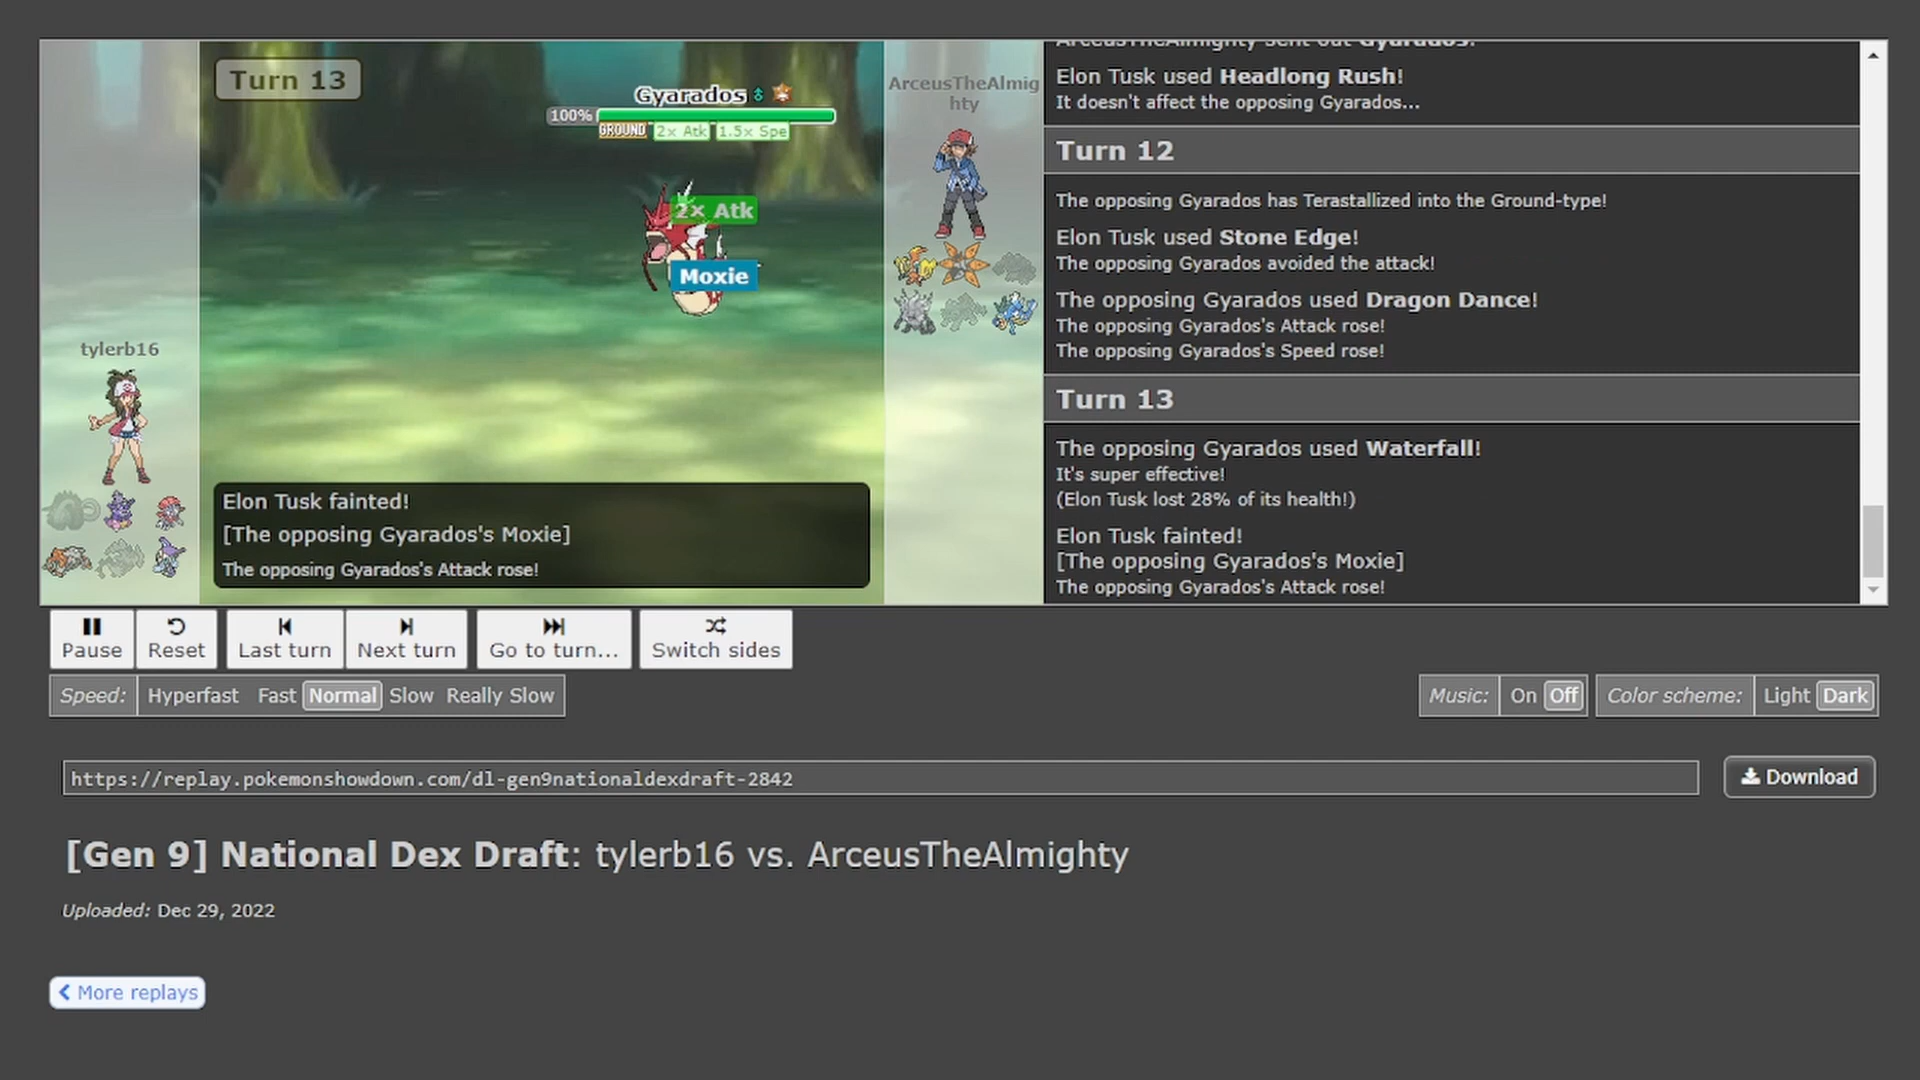 Turn 13
Gyarados
100%
GROUND 2× Atk 1.5× Spe
2× Atk
Moxie
tylerb16
ArceusTheAlmig
hty
Elon Tusk fainted!
[The opposing Gyarados's Moxie]
The opposing Gyarados's Attack rose!
ArceusTheAlmighty sent out Gyarados!
Elon Tusk used Headlong Rush!
It doesn't affect the opposing Gyarados...
Turn 12
The opposing Gyarados has Terastallized into the Ground-type!
Elon Tusk used Stone Edge!
The opposing Gyarados avoided the attack!
The opposing Gyarados used Dragon Dance!
The opposing Gyarados's Attack rose!
The opposing Gyarados's Speed rose!
Turn 13
The opposing Gyarados used Waterfall!
It's super effective!
(Elon Tusk lost 28% of its health!)
Elon Tusk fainted!
[The opposing Gyarados's Moxie]
The opposing Gyarados's Attack rose!
Pause Reset Last turn Next turn Go to turn... Switch sides
Speed: Hyperfast Fast Normal Slow Really Slow
Music: On Off Color scheme: Light Dark
https://replay.pokemonshowdown.com/dl-gen9nationaldexdraft-2842
Download
[Gen 9] National Dex Draft: tylerb16 vs. ArceusTheAlmighty
Uploaded: Dec 29, 2022
More replays